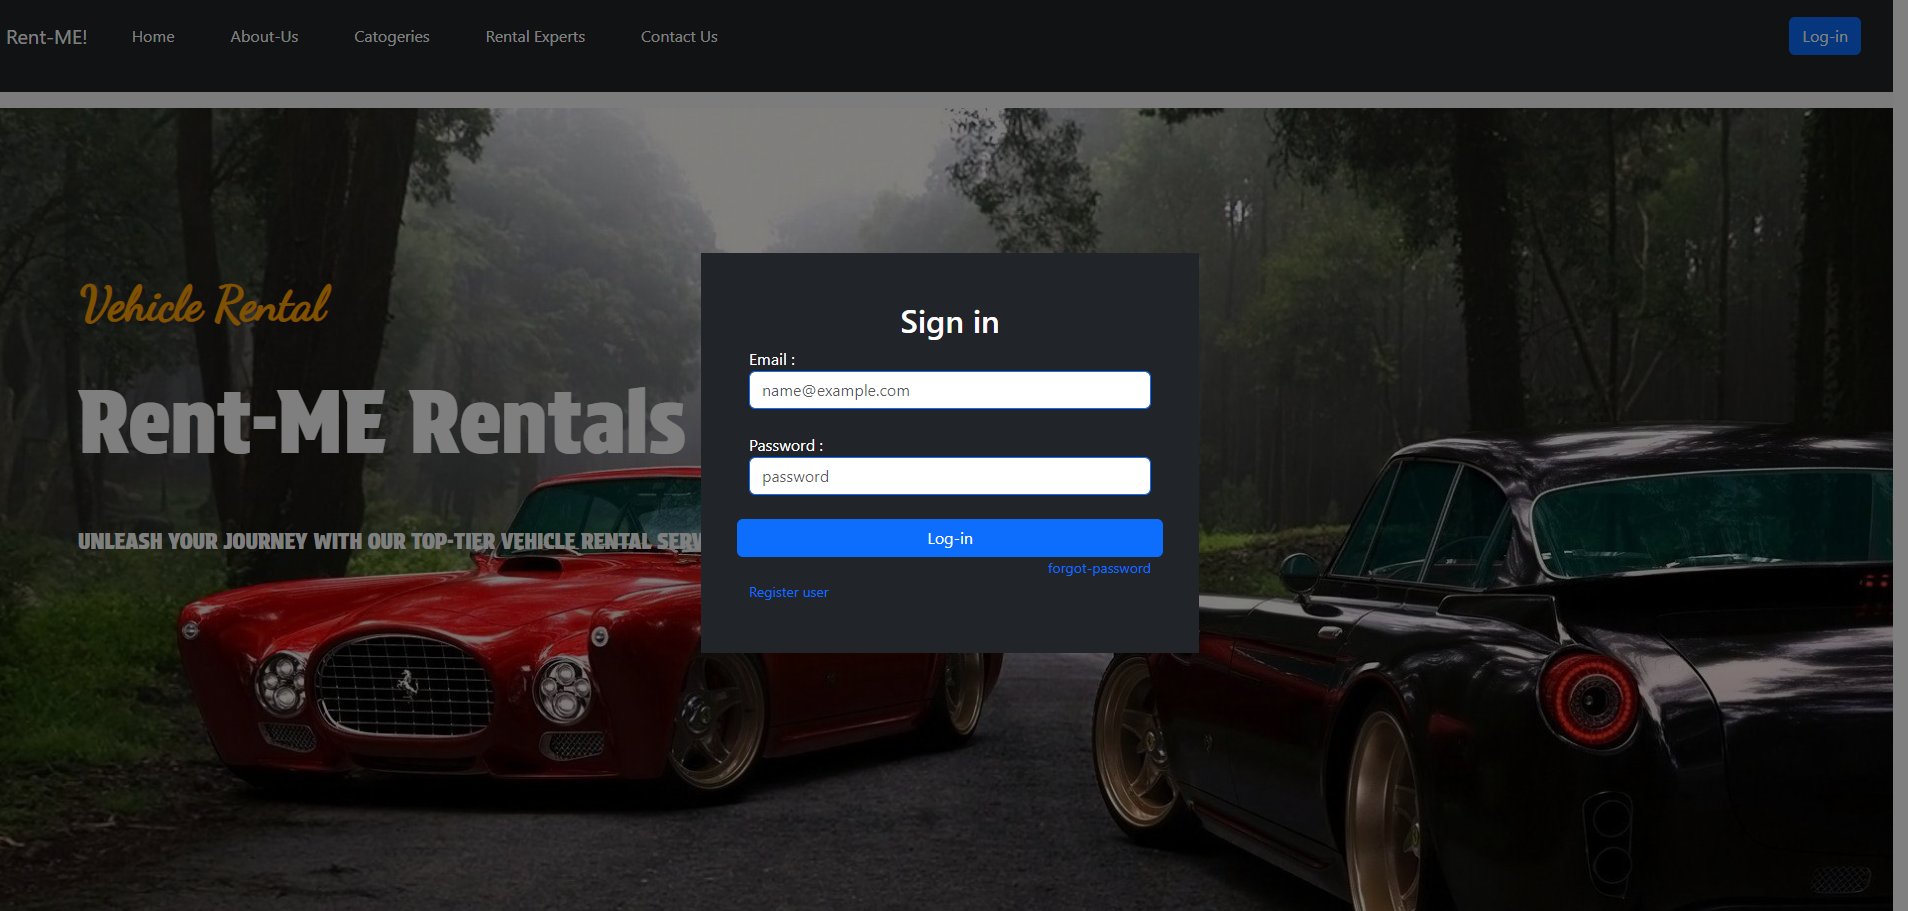 Rent-ME! Home About-Us Catogeries Rental Experts Contact Us Log-in
Vehicle Rental
Rent-ME Rentals
UNLEASH YOUR JOURNEY WITH OUR TOP-TIER VEHICLE RENTAL
Sign in
Email :
name@example.com
Password :
password
Log-in
forgot-password
Register user